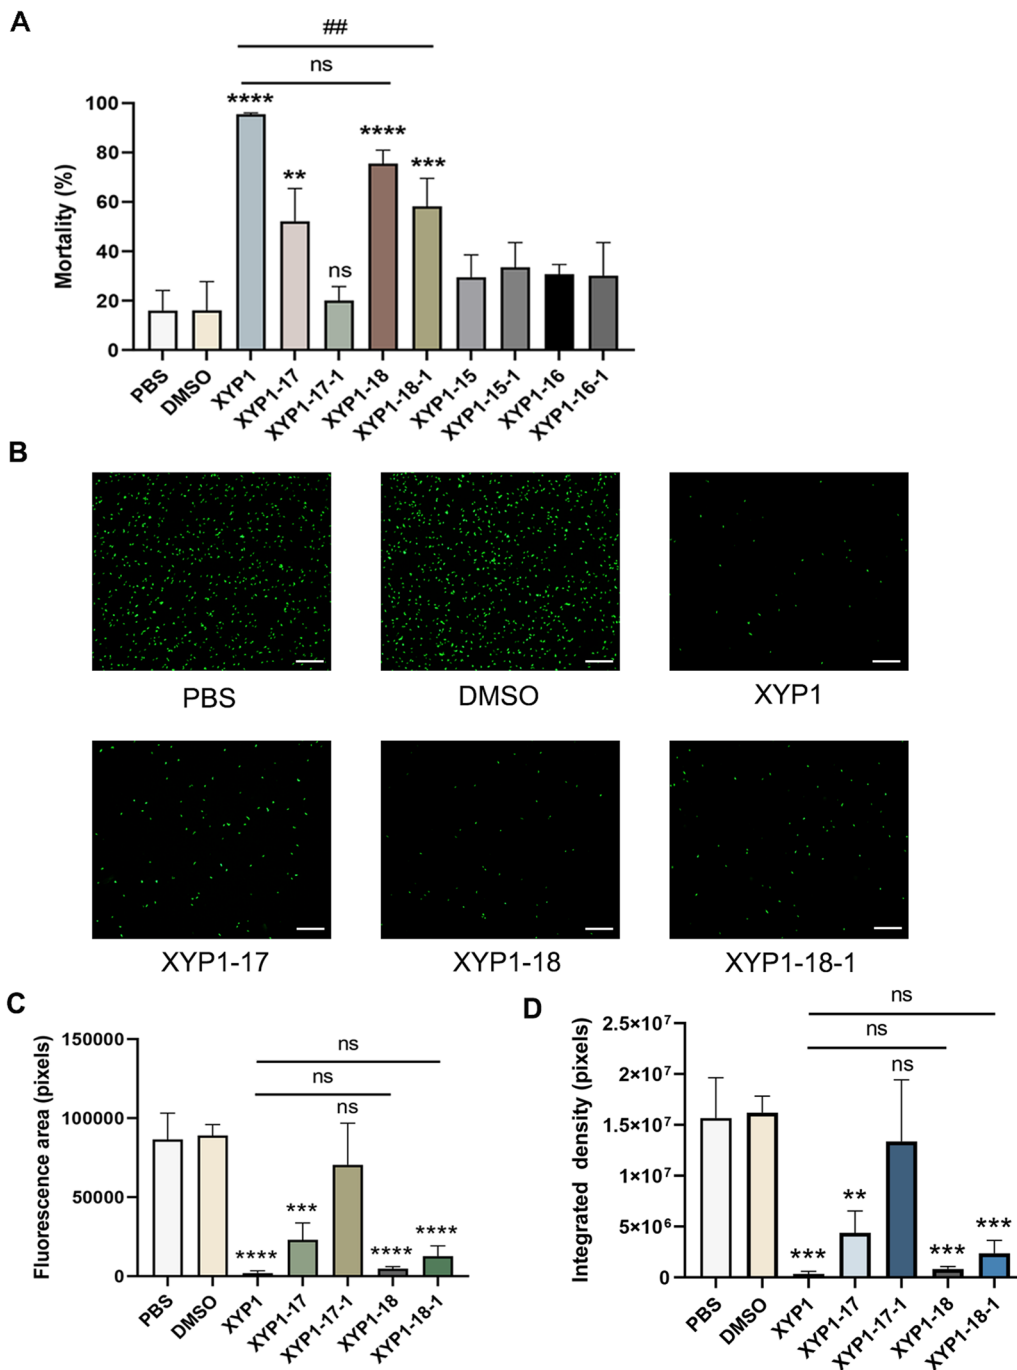 A
##
ns
****
**
ns
****
***
Mortality (%)
100
80
60
40
20
0
PBS
DMSO
XYP1
XYP1-17
XYP1-17-1
XYP1-18
XYP1-18-1
XYP1-15
XYP1-15-1
XYP1-16
XYP1-16-1
B
PBS
DMSO
XYP1
XYP1-17
XYP1-18
XYP1-18-1
C
ns
ns
ns
****
***
****
****
Fluorescence area (pixels)
150000
100000
50000
0
PBS
DMSO
XYP1
XYP1-17
XYP1-17-1
XYP1-18
XYP1-18-1
D
ns
ns
ns
***
**
***
***
Integrated density (pixels)
2.5×10⁷
2×10⁷
1.5×10⁷
1×10⁷
5×10⁶
0
PBS
DMSO
XYP1
XYP1-17
XYP1-17-1
XYP1-18
XYP1-18-1